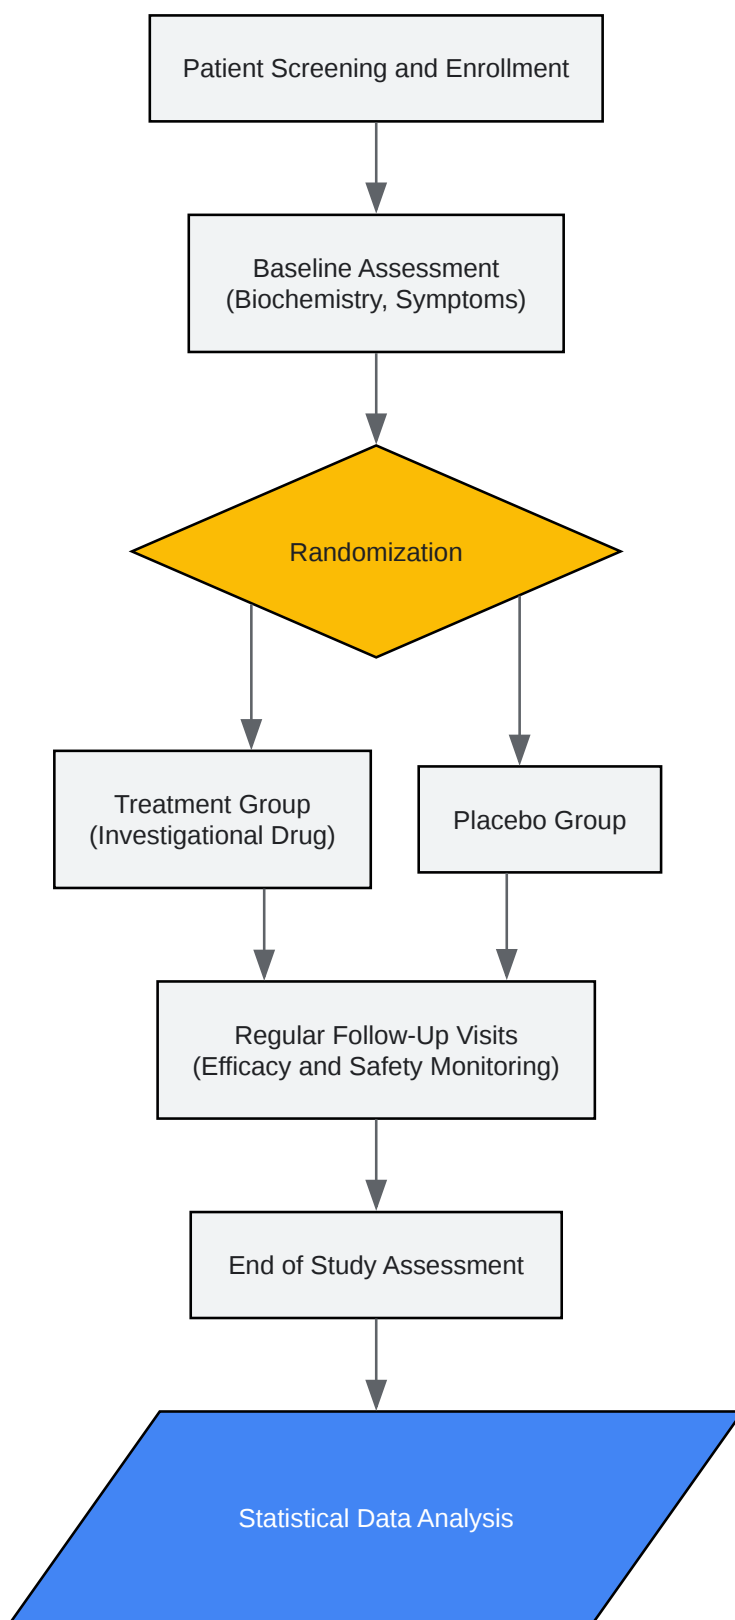 Patient Screening and Enrollment
Baseline Assessment
(Biochemistry, Symptoms)
Randomization
Treatment Group
(Investigational Drug)
Placebo Group
Regular Follow-Up Visits
(Efficacy and Safety Monitoring)
End of Study Assessment
Statistical Data Analysis